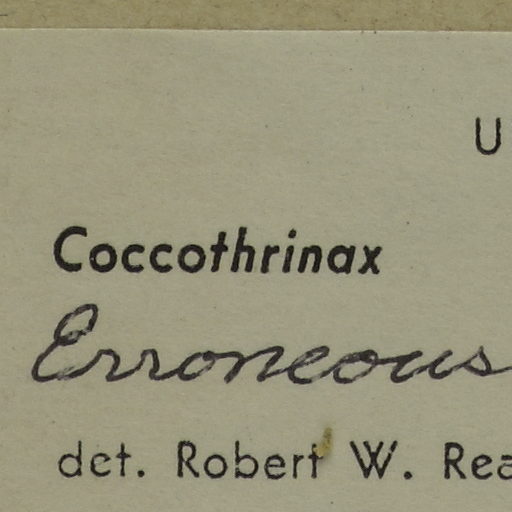 U
Coccothrinax
Erroneous
det. Robert W. Rea